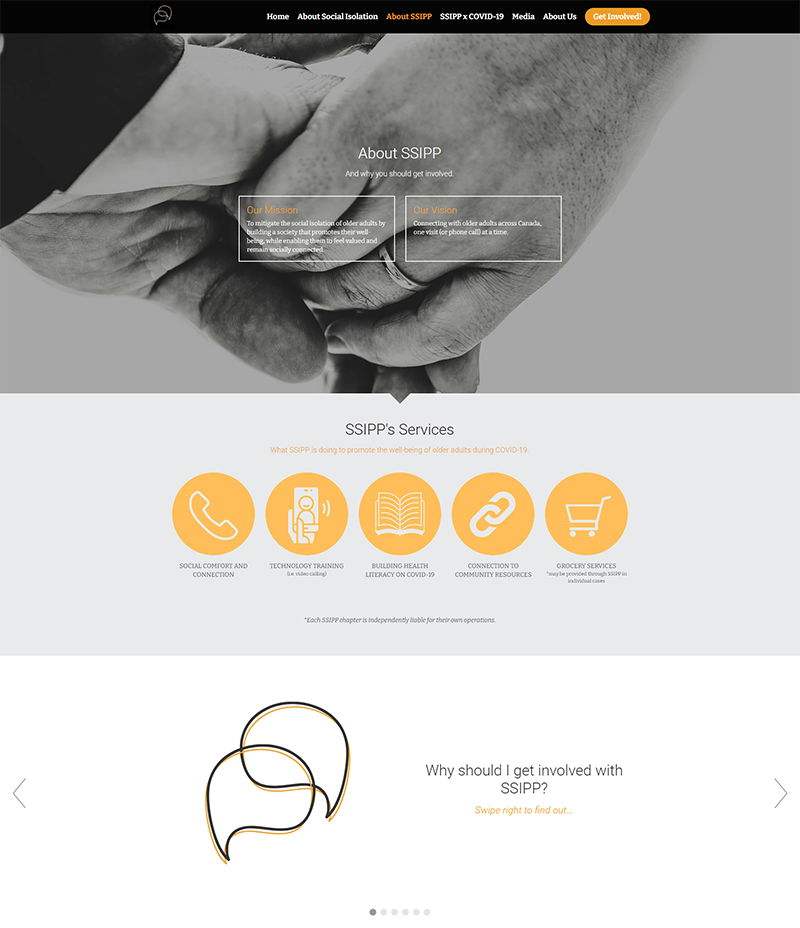 Home About Social Isolation About SSIPP SSIPP x COVID-19 Media About Us Get Involved!
About SSIPP
And why you should get involved.
Our Mission
To mitigate the social isolation of older adults by
building a society that promotes their well-
being, while enabling them to feel valued and
remain socially connected.
Our Vision
Connecting with older adults across Canada,
one visit (or phone call) at a time.
SSIPP's Services
What SSIPP is doing to promote the well-being of older adults during COVID-19.
SOCIAL COMFORT AND
CONNECTION
TECHNOLOGY TRAINING
(i.e. video calling)
BUILDING HEALTH
LITERACY ON COVID-19
CONNECTION TO
COMMUNITY RESOURCES
GROCERY SERVICES
*may be provided through SSIPP in
individual cases
*Each SSIPP chapter is independently liable for their own operations.
Why should I get involved with
SSIPP?
Swipe right to find out...